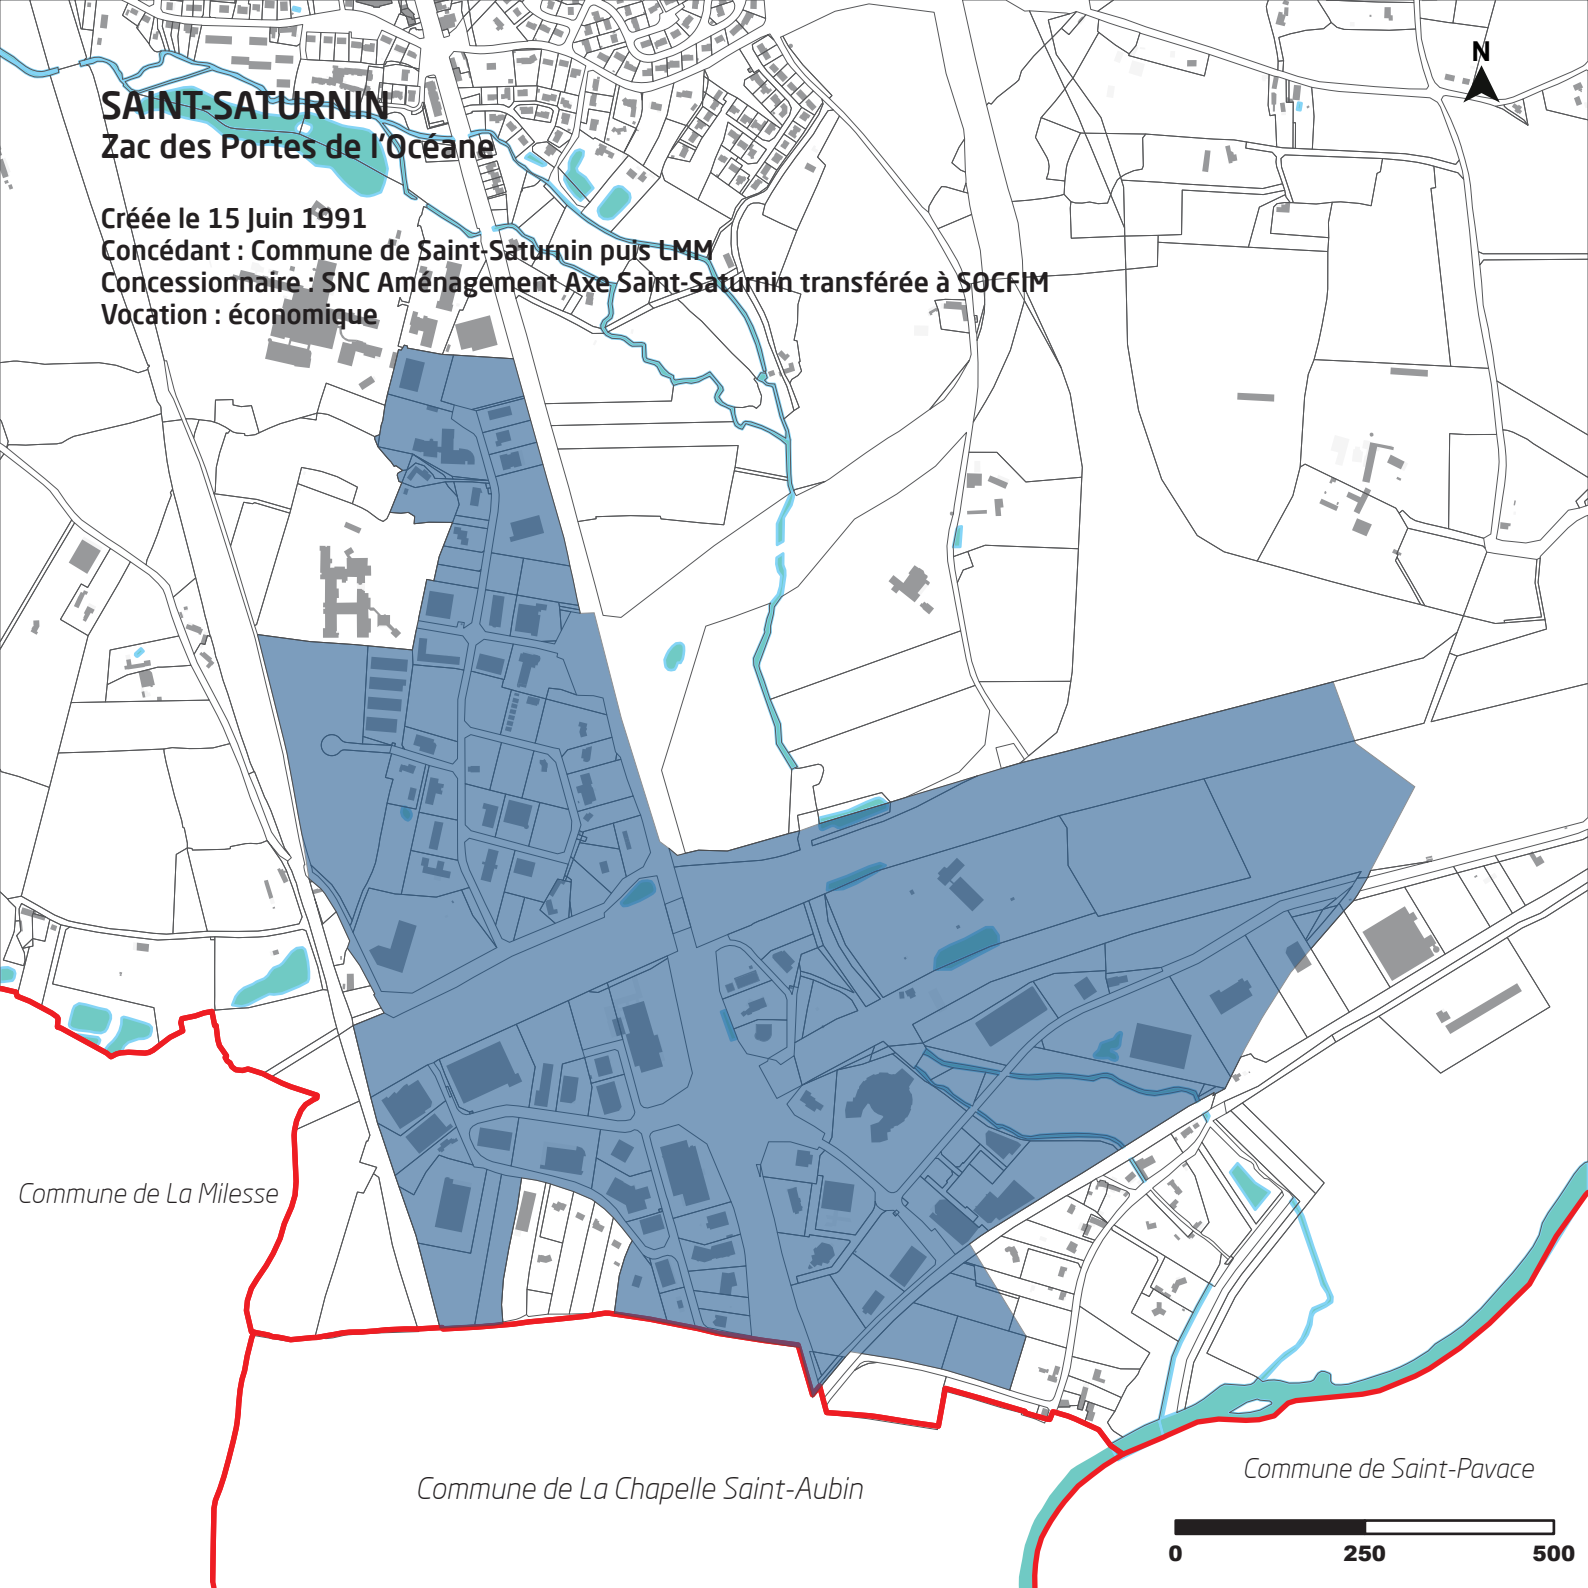 SAINT-SATURNIN
Zac des Portes de l'Océane
Créée le 15 Juin 1991
Concédant : Commune de Saint-Saturnin puis LMM
Concessionnaire : SNC Aménagement Axe Saint-Saturnin transférée à SOCFIM
Vocation : économique
N
Commune de La Milesse
Commune de La Chapelle Saint-Aubin
Commune de Saint-Pavace
0 250 500